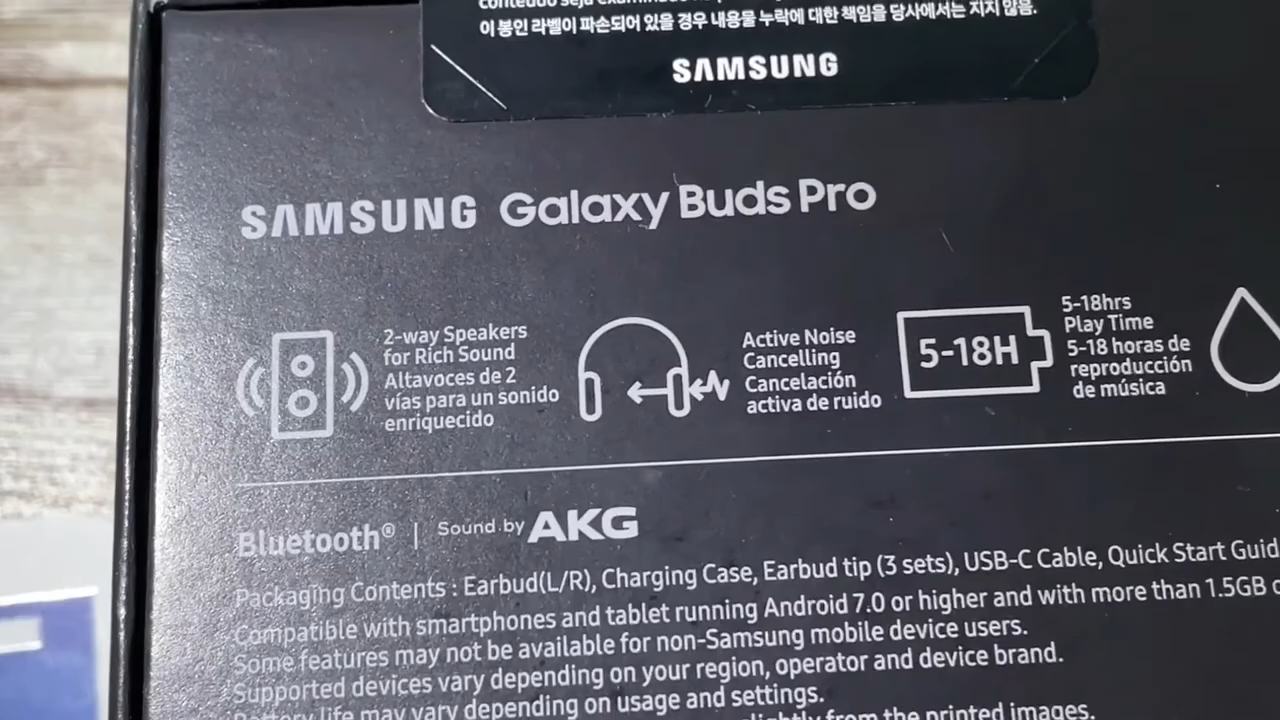 이 봉인 라벨이 파손되어 있을 경우 내용물 누락에 대한 책임을 당사에서는 지지 않음.
SAMSUNG
SAMSUNG Galaxy Buds Pro
2-way Speakers
for Rich Sound
Altavoces de 2
vías para un sonido
enriquecido
Active Noise
Cancelling
Cancelación
activa de ruido
5-18H
5-18hrs
Play Time
5-18 horas de
reproducción
de música
Bluetooth® | Sound by AKG
Packaging Contents : Earbud(L/R), Charging Case, Earbud tip (3 sets), USB-C Cable, Quick Start Guid
Compatible with smartphones and tablet running Android 7.0 or higher and with more than 1.5GB
Some features may not be available for non-Samsung mobile device users.
Supported devices vary depending on your region, operator and device brand.
Battery life may vary depending on usage and settings.
slightly from the printed images.